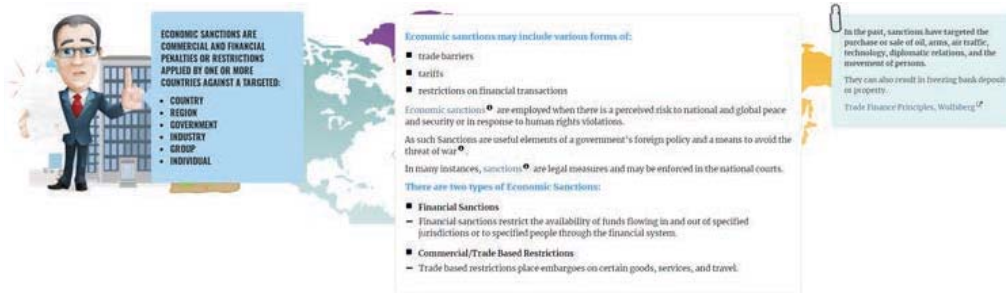 ECONOMIC SANCTIONS ARE
COMMERCIAL AND FINANCIAL
PENALTIES OR RESTRICTIONS
APPLIED BY ONE OR MORE
COUNTRIES AGAINST A TARGETED:
• COUNTRY
• REGION
• GOVERNMENT
• INDUSTRY
• GROUP
• INDIVIDUAL
Economic sanctions may include various forms of:
■ trade barriers
■ tariffs
■ restrictions on financial transactions
Economic sanctions are employed when there is a perceived risk to national and global peace
and security or in response to human rights violations.
As such Sanctions are useful elements of a government's foreign policy and a means to avoid the
threat of war.
In many instances, sanctions are legal measures and may be enforced in the national courts.
There are two types of Economic Sanctions:
■ Financial Sanctions
– Financial sanctions restrict the availability of funds flowing in and out of specified
jurisdictions or to specified people through the financial system.
■ Commercial/Trade Based Restrictions
– Trade based restrictions place embargoes on certain goods, services, and travel.
In the past, sanctions have targeted the
purchase or sale of oil, arms, air traffic,
technology, diplomatic relations, and the
movement of persons.
They can also result in freezing bank deposit
or property.
Trade Finance Principles, Wolfsberg